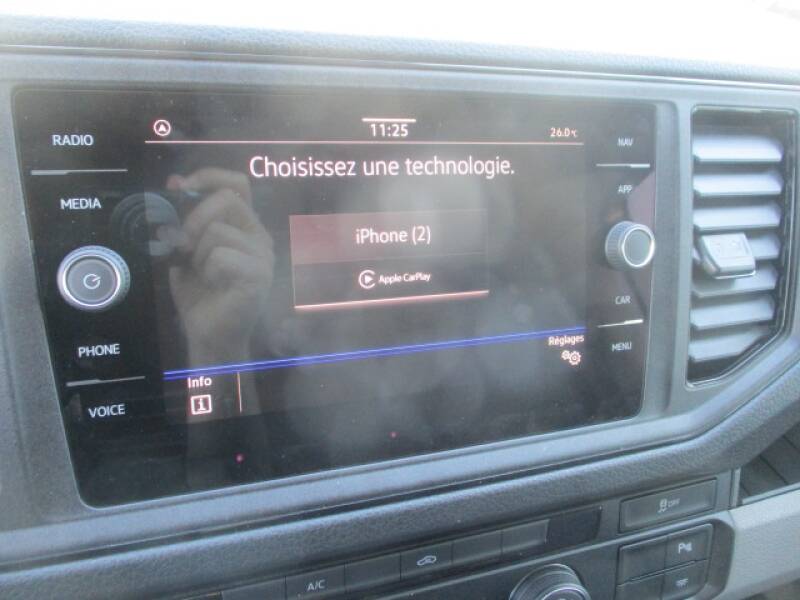 RADIO
MEDIA
PHONE
VOICE
11:25
26.0°C
Choisissez une technologie.
iPhone (2)
Apple CarPlay
Réglages
Info
i
NAV
APP
CAR
MENU
OFF
A/C
P